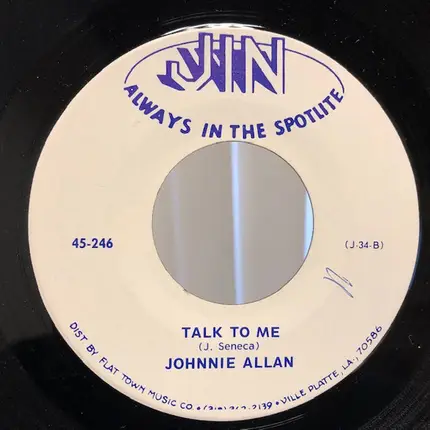 JIN
ALWAYS IN THE SPOTLITE
45-246
(J-34-B)
TALK TO ME
(J. Seneca)
JOHNNIE ALLAN
DIST BY FLAT TOWN MUSIC CO. • • VILLE PLATTE, LA., 70586